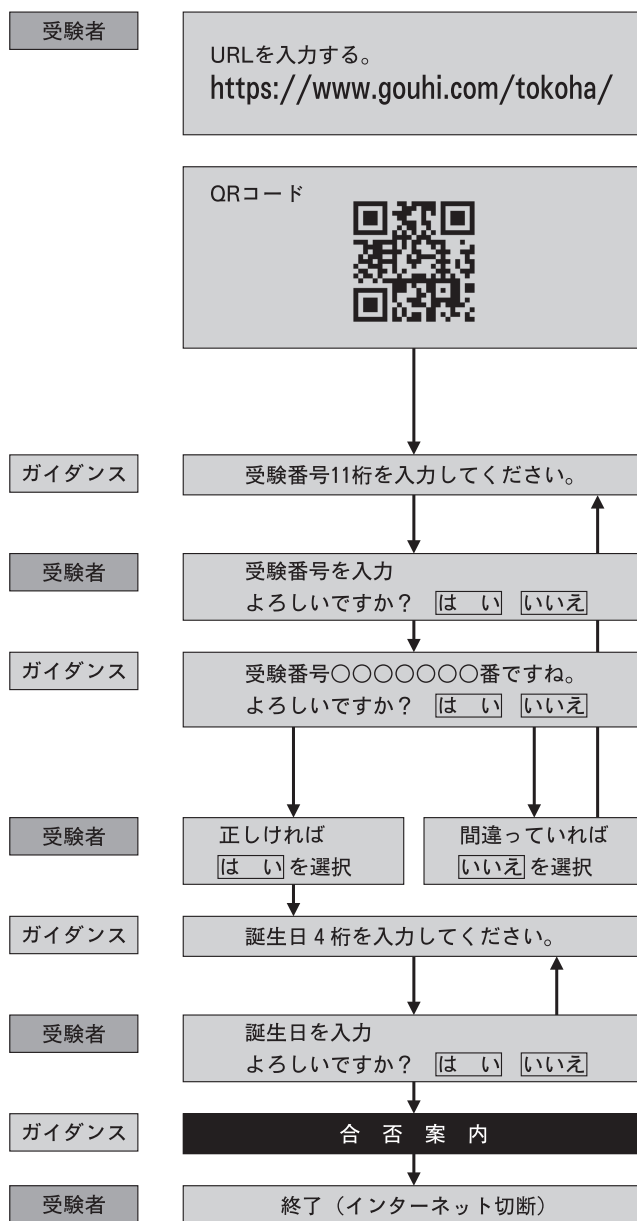 受験者
URLを入力する。
https://www.gouhi.com/tokoha/
QRコード
ガイダンス
受験番号11桁を入力してください。
受験者
受験番号を入力
よろしいですか？ は　い いいえ
ガイダンス
受験番号〇〇〇〇〇〇〇番ですね。
よろしいですか？ は　い いいえ
受験者
正しければ
は　い を選択
間違っていれば
いいえ を選択
ガイダンス
誕生日４桁を入力してください。
受験者
誕生日を入力
よろしいですか？ は　い いいえ
ガイダンス
合　否　案　内
受験者
終了（インターネット切断）